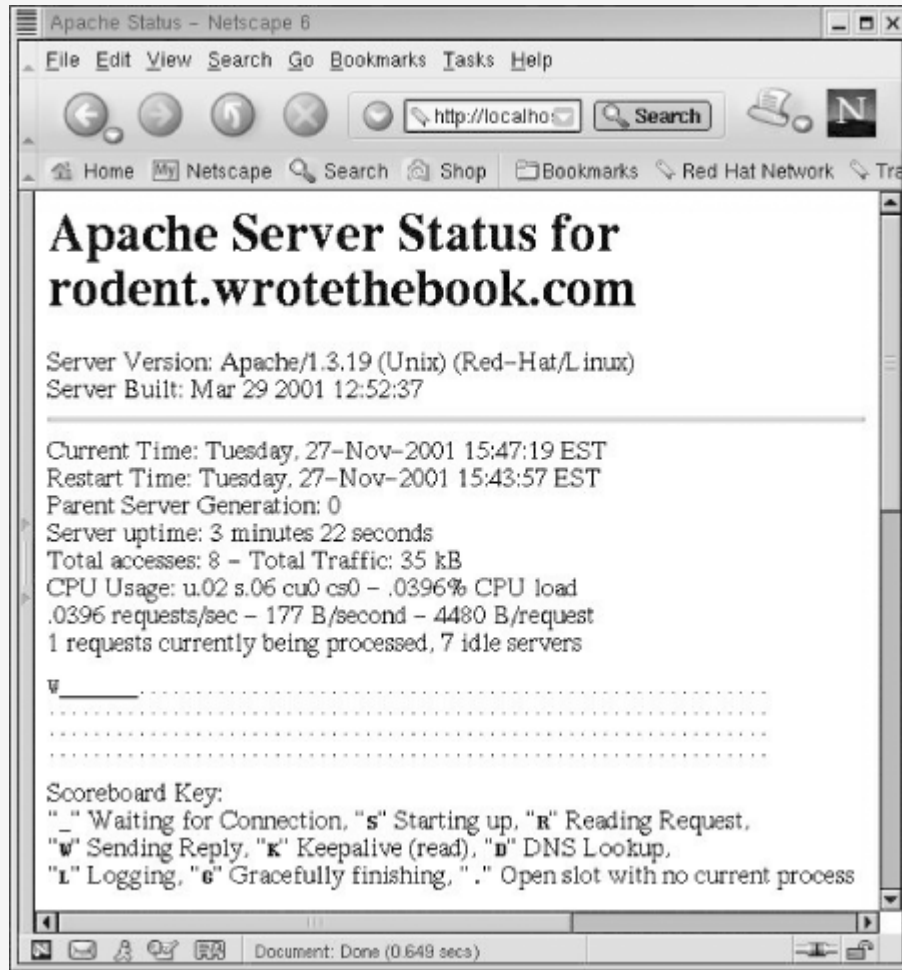 Apache Status – Netscape 6
File Edit View Search Go Bookmarks Tasks Help
http://localho Search N
Home My Netscape Search Shop Bookmarks Red Hat Network Tra
Apache Server Status for
rodent.wrotethebook.com
Server Version: Apache/1.3.19 (Unix) (Red–Hat/Linux)
Server Built: Mar 29 2001 12:52:37
Current Time: Tuesday, 27–Nov–2001 15:47:19 EST
Restart Time: Tuesday, 27–Nov–2001 15:43:57 EST
Parent Server Generation: 0
Server uptime: 3 minutes 22 seconds
Total accesses: 8 – Total Traffic: 35 kB
CPU Usage: u.02 s.06 cu0 cs0 – .0396% CPU load
.0396 requests/sec – 177 B/second – 4480 B/request
1 requests currently being processed, 7 idle servers
W_______........................................................
................................................................
................................................................
................................................................
Scoreboard Key:
"_" Waiting for Connection, "S" Starting up, "R" Reading Request,
"W" Sending Reply, "K" Keepalive (read), "D" DNS Lookup,
"L" Logging, "G" Gracefully finishing, "." Open slot with no current process
Document: Done (0.649 secs)